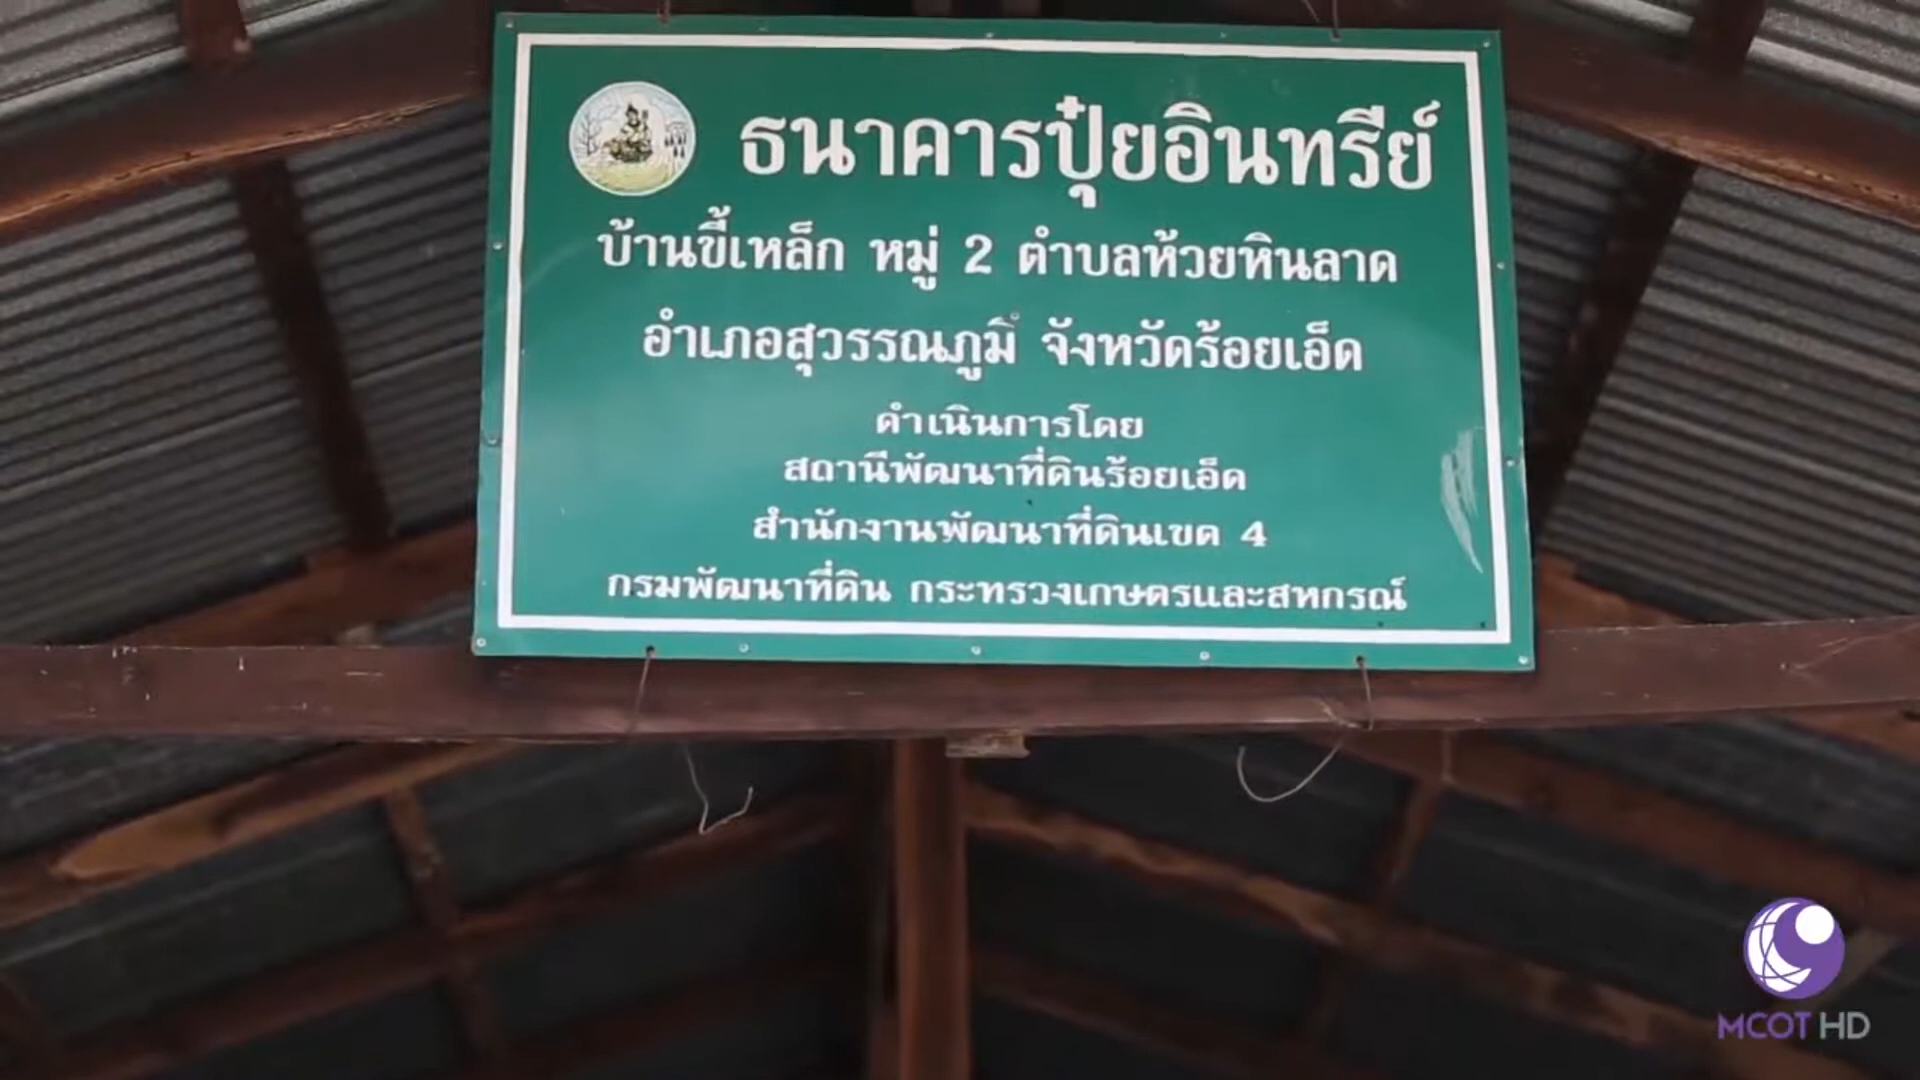 ธนาคารปุ๋ยอินทรีย์
บ้านขี้เหล็ก หมู่ 2 ตำบลห้วยหินลาด
อำเภอสุวรรณภูมิ จังหวัดร้อยเอ็ด
ดำเนินการโดย
สถานีพัฒนาที่ดินร้อยเอ็ด
สำนักงานพัฒนาที่ดินเขต 4
กรมพัฒนาที่ดิน กระทรวงเกษตรและสหกรณ์
MCOT HD